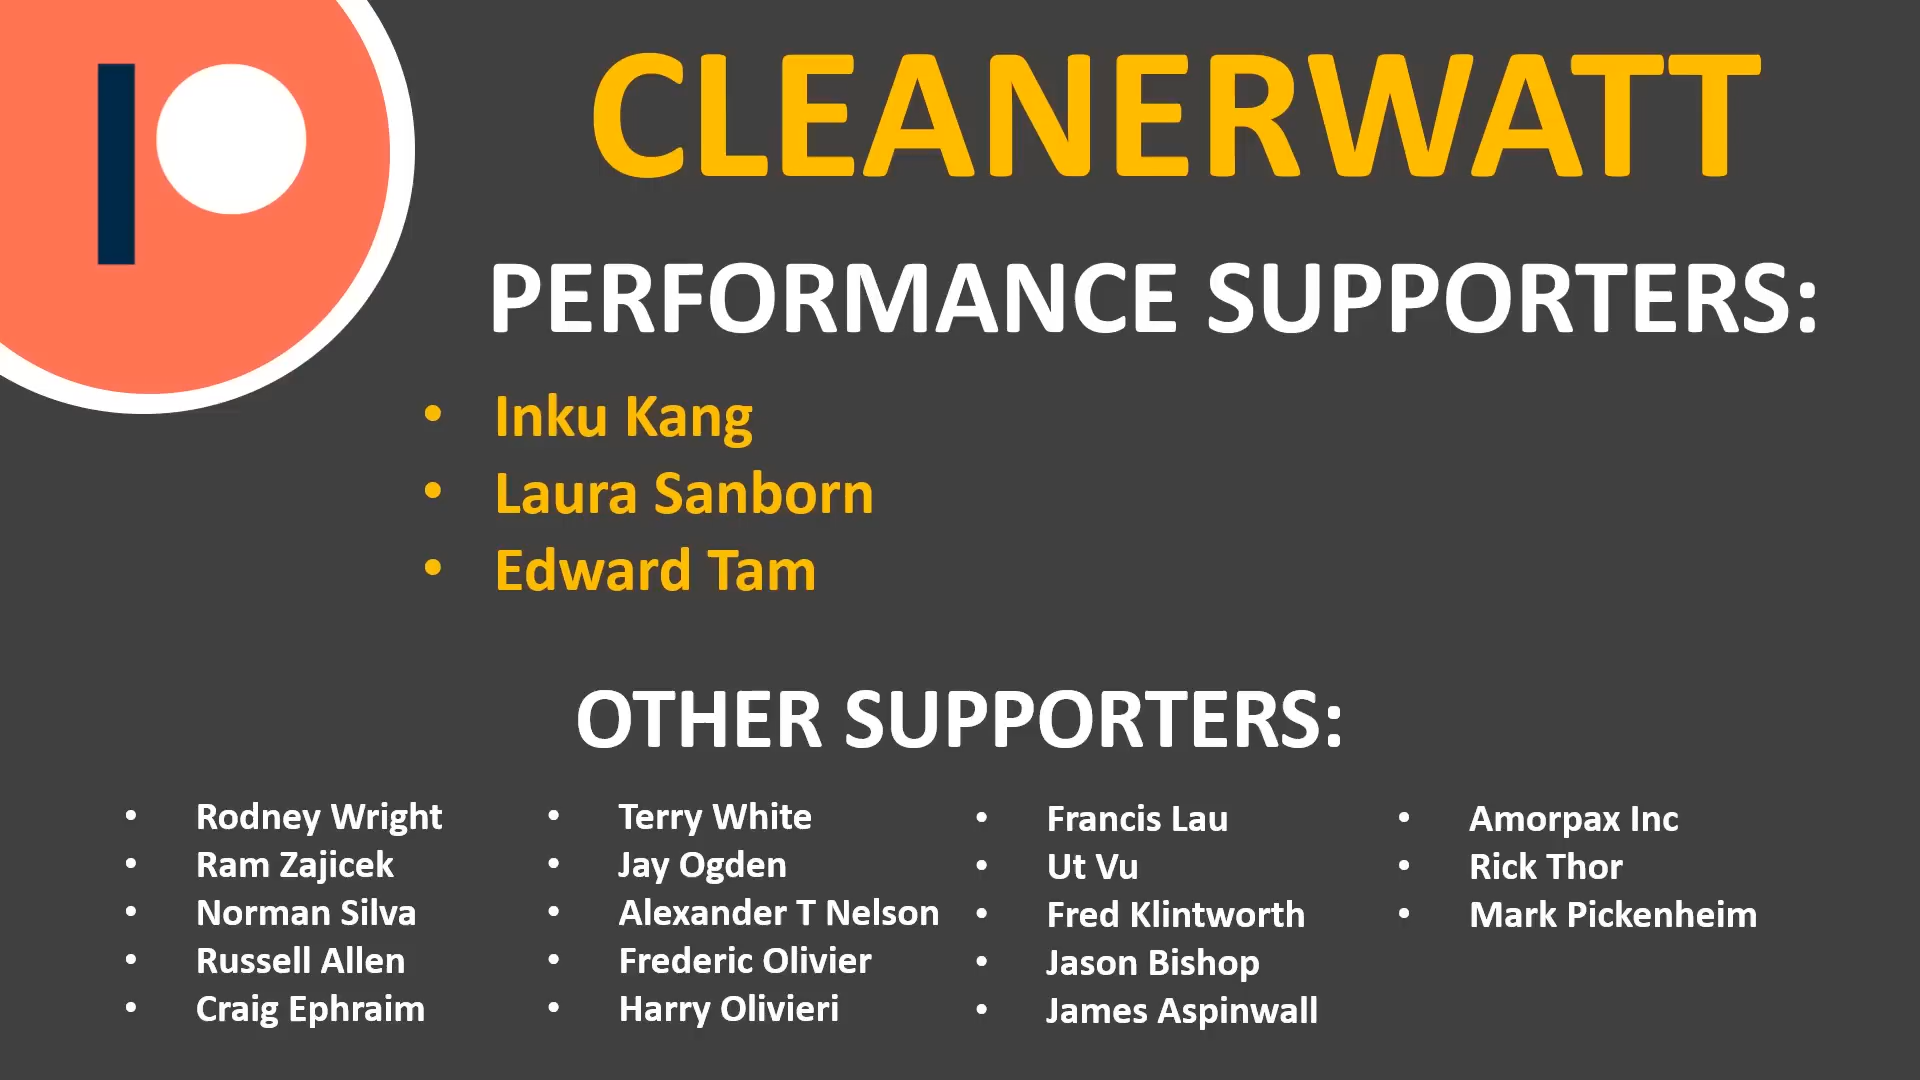 CLEANERWATT
PERFORMANCE SUPPORTERS:
• Inku Kang
• Laura Sanborn
• Edward Tam
OTHER SUPPORTERS:
• Rodney Wright
• Ram Zajicek
• Norman Silva
• Russell Allen
• Craig Ephraim
• Terry White
• Jay Ogden
• Alexander T Nelson
• Frederic Olivier
• Harry Olivieri
• Francis Lau
• Ut Vu
• Fred Klintworth
• Jason Bishop
• James Aspinwall
• Amorpax Inc
• Rick Thor
• Mark Pickenheim